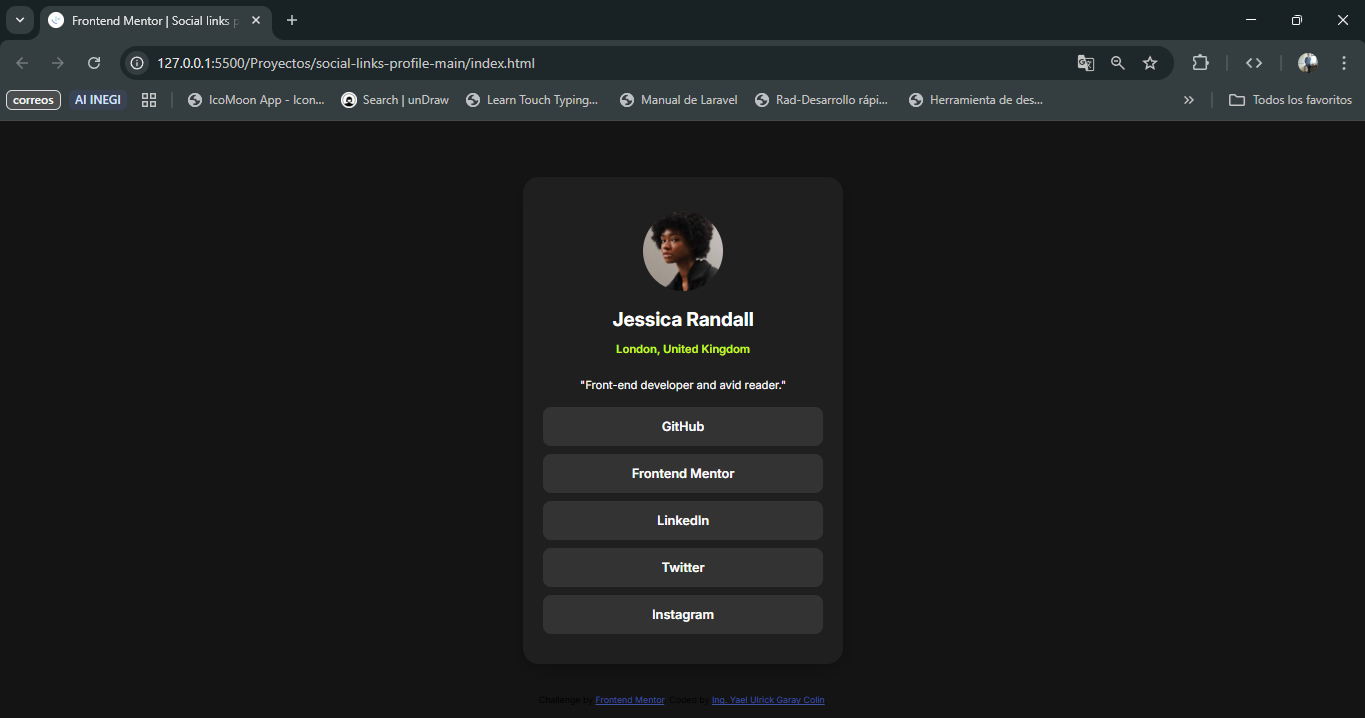 Frontend Mentor | Social links p
127.0.0.1:5500/Proyectos/social-links-profile-main/index.html
correos AI INEGI IcoMoon App - Icon... Search | unDraw Learn Touch Typing... Manual de Laravel Rad-Desarrollo rápi... Herramienta de des... » Todos los favoritos
Jessica Randall
London, United Kingdom
"Front-end developer and avid reader."
GitHub
Frontend Mentor
LinkedIn
Twitter
Instagram
Challenge by Frontend Mentor. Coded by Ing. Yael Ulrick Garay Colin